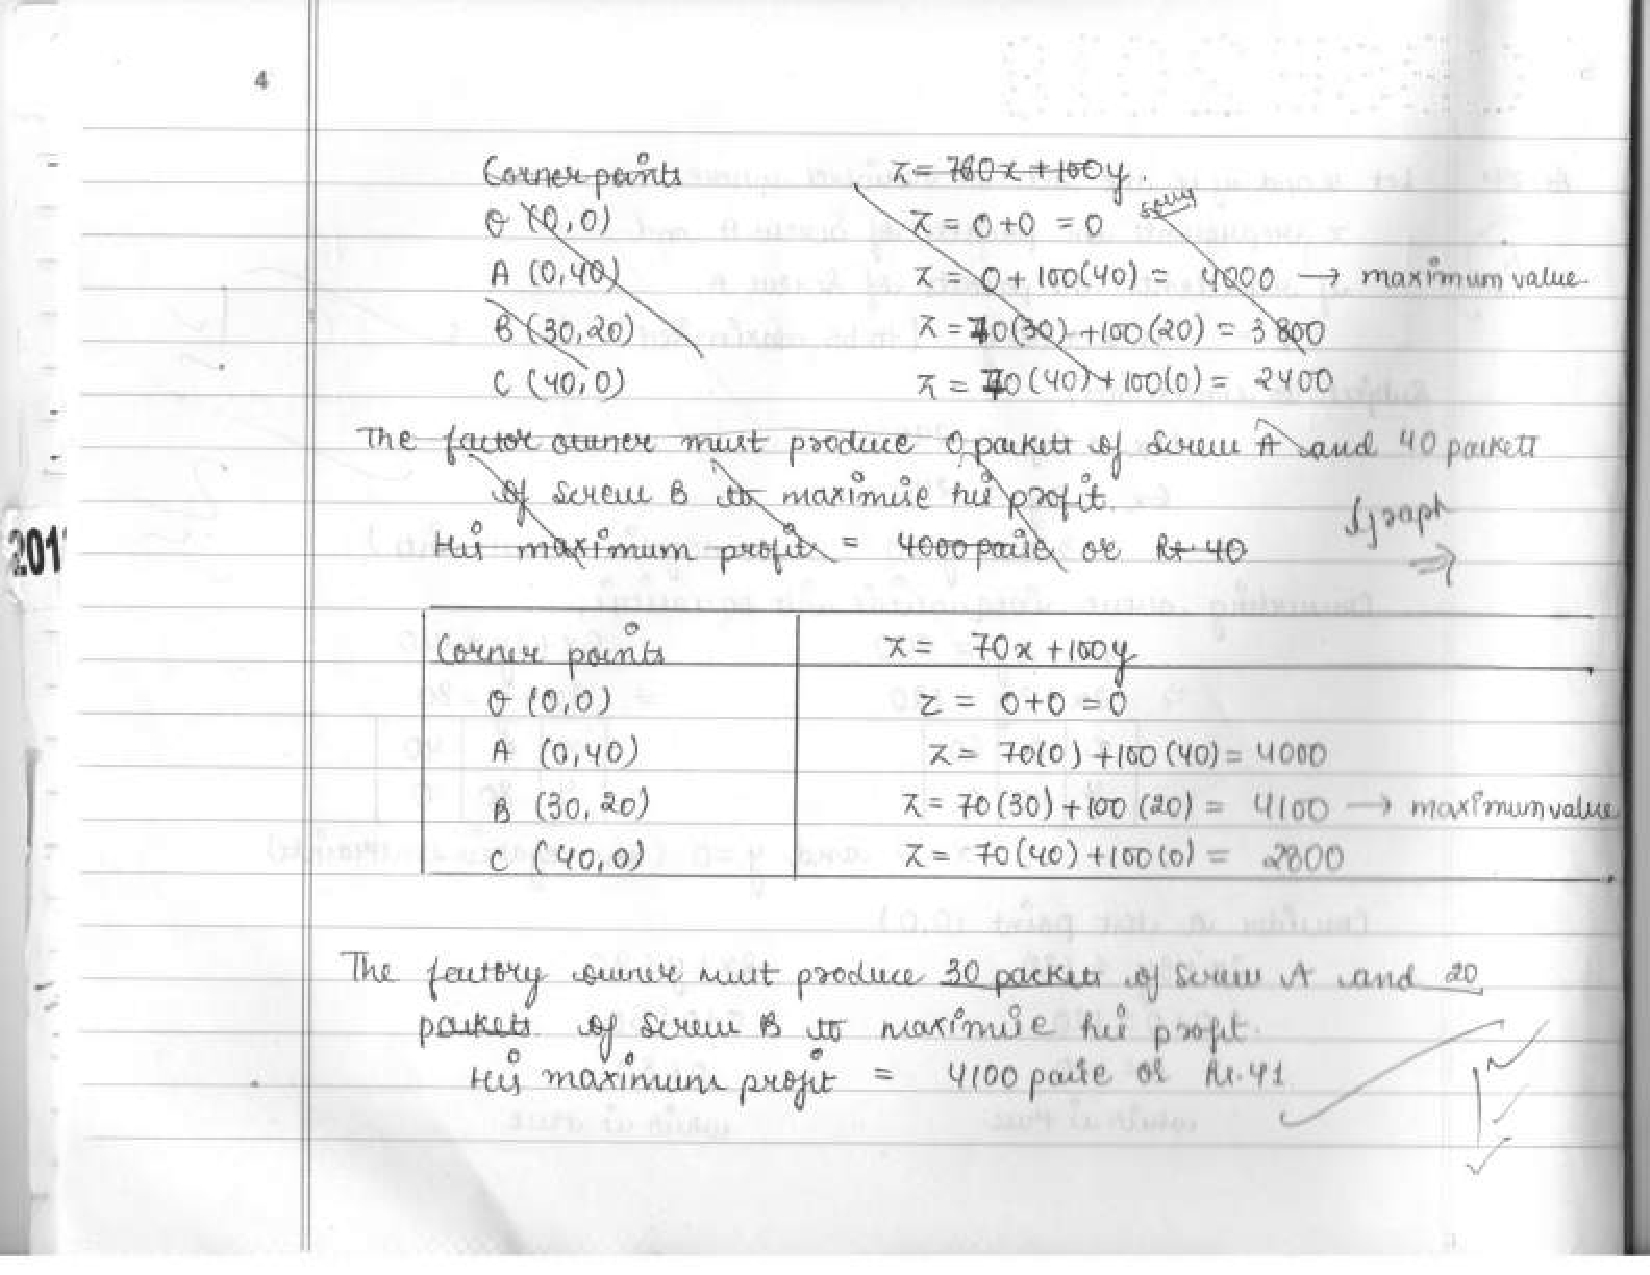 4
Corner points z = 70x + 100y.
O (0,0) z = 0+0 = 0 sorry
A (0,40) z = 0 + 100(40) = 4000 → maximum value
B (30,20) z = 70(30) + 100(20) = 3800
C (40,0) z = 70(40) + 100(0) = 2400
The factor owner must produce 0 packets of screw A and 40 packets
of screw B to maximise his profit.
His maximum profit = 4000 paise or Rs 40
graph
⇒
201
Corner points z = 70x + 100y
O (0,0) z = 0+0 = 0
A (0,40) z = 70(0) + 100(40) = 4000
B (30,20) z = 70(30) + 100(20) = 4100 → maximum value
C (40,0) z = 70(40) + 100(0) = 2800
The factory owner must produce 30 packets of screw A and 20
packets of screw B to maximise his profit.
His maximum profit = 4100 paise or Rs. 41